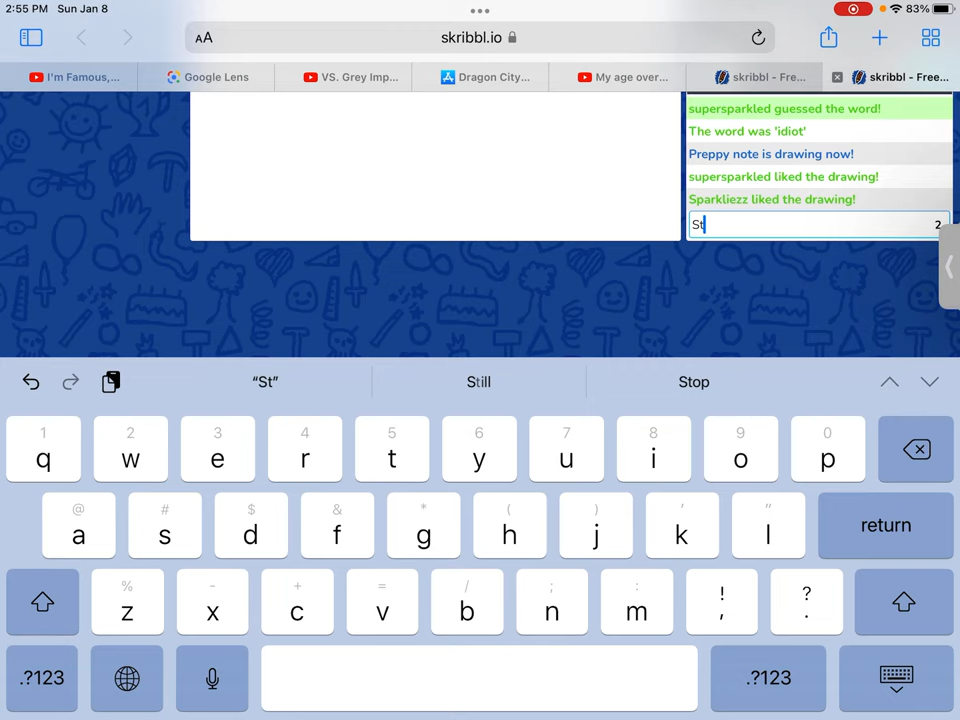 2:55 PM Sun Jan 8
83%
AA
skribbl.io
I'm Famous,...
Google Lens
VS. Grey Imp...
Dragon City...
My age over...
skribbl - Fre...
skribbl - Free...
supersparkled guessed the word!
The word was 'idiot'
Preppy note is drawing now!
supersparkled liked the drawing!
Sparkliezz liked the drawing!
St 2
“St” Still Stop
1 2 3 4 5 6 7 8 9 0
q w e r t y u i o p
@ # $ & * ( ) ' "
a s d f g h j k l return
% - + = / ; : ! ?
z x c v b n m , .
.?123 .?123